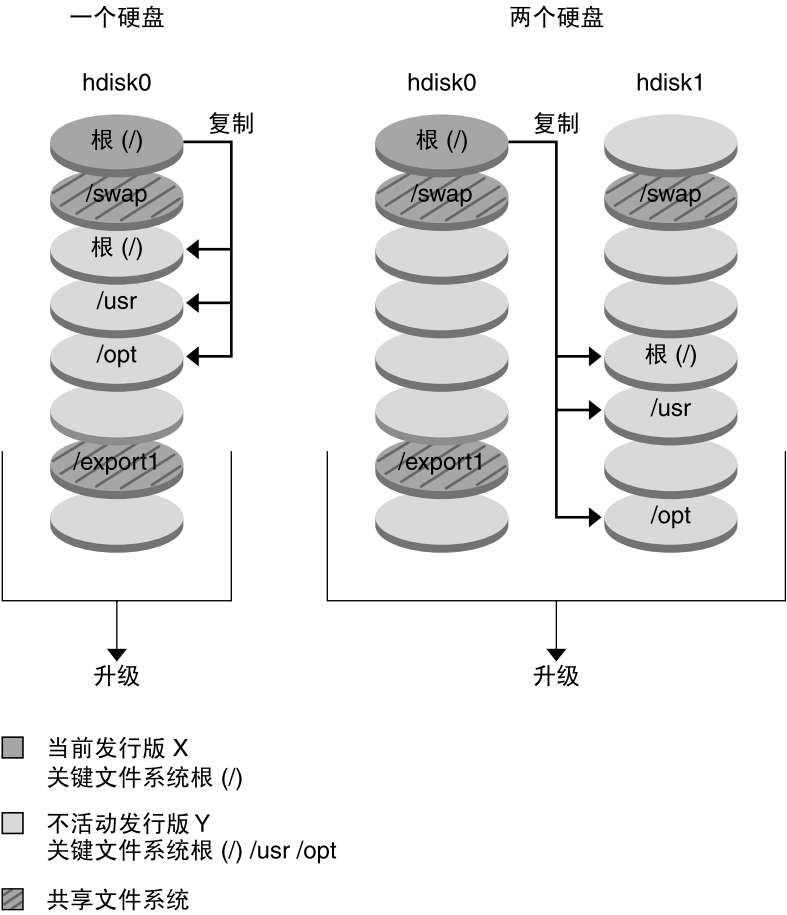 一个硬盘
两个硬盘
hdisk0
hdisk0
hdisk1
根 (/)
复制
/swap
根 (/)
/usr
/opt
/export1
升级
根 (/)
复制
/swap
/swap
根 (/)
/usr
/export1
/opt
升级
当前发行版 X
关键文件系统根 (/)
不活动发行版 Y
关键文件系统根 (/) /usr /opt
共享文件系统